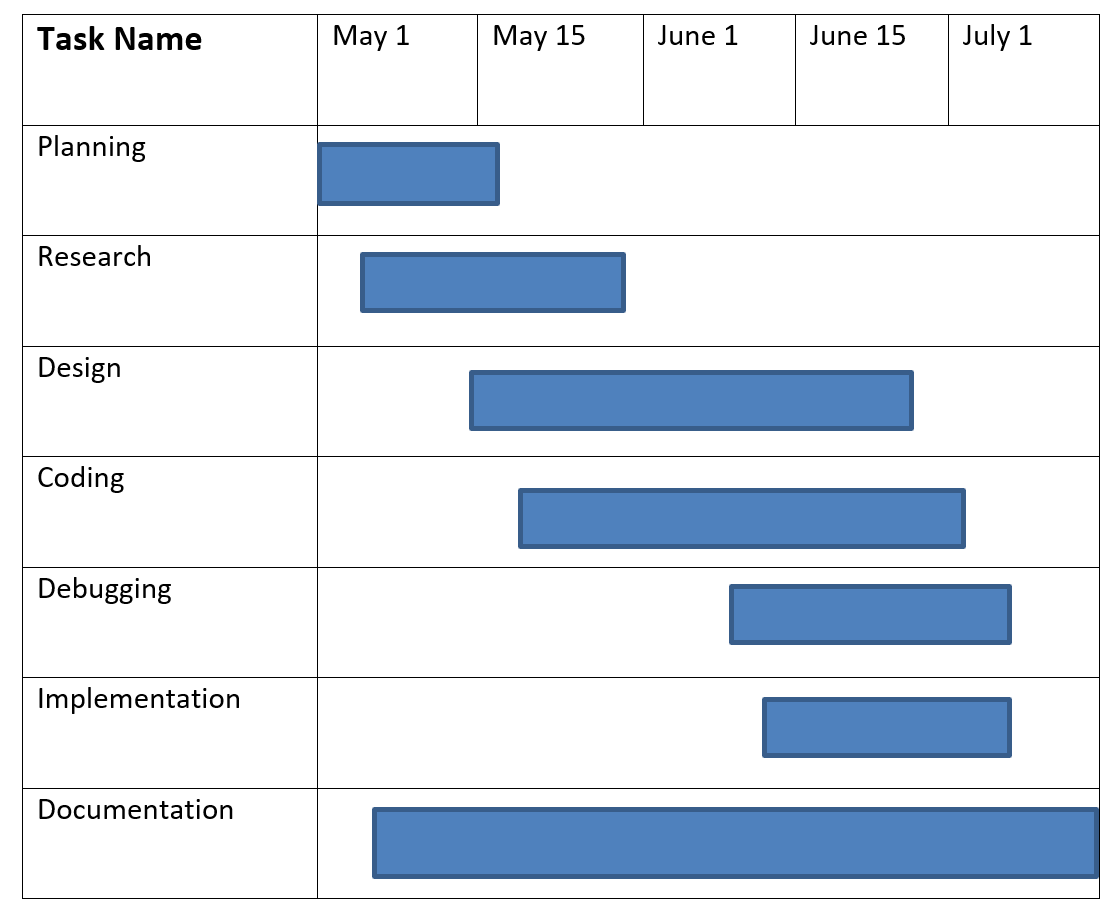 Task Name May 1 May 15 June 1 June 15 July 1
Planning
Research
Design
Coding
Debugging
Implementation
Documentation